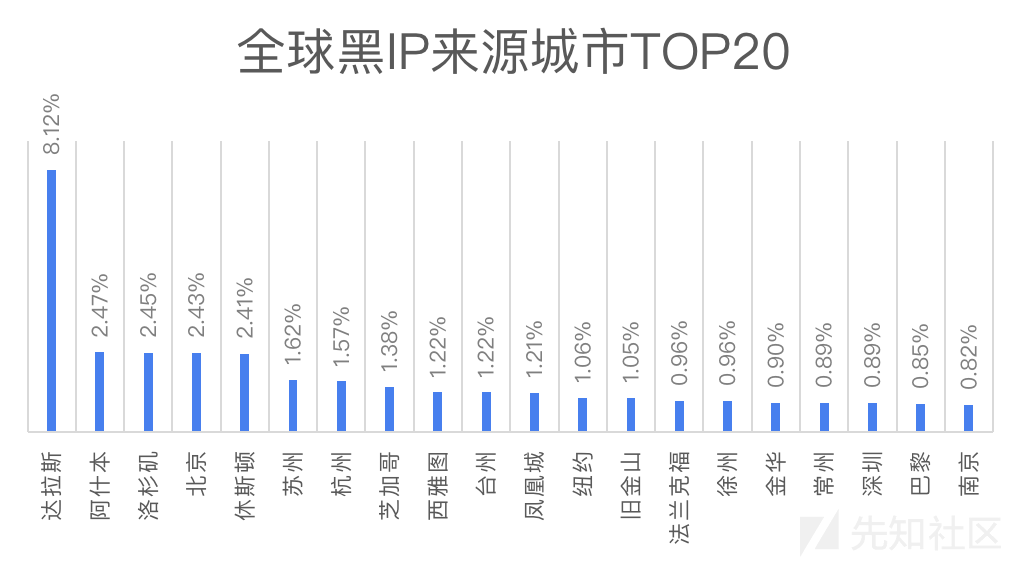 全球黑IP来源城市TOP20
8.12%
2.47%
2.45%
2.43%
2.41%
1.62%
1.57%
1.38%
1.22%
1.22%
1.21%
1.06%
1.05%
0.96%
0.96%
0.90%
0.89%
0.89%
0.85%
0.82%
达拉斯
阿什本
洛杉矶
北京
休斯顿
苏州
杭州
芝加哥
西雅图
台州
凤凰城
纽约
旧金山
法兰克福
徐州
金华
常州
深圳
巴黎
南京
先知社区